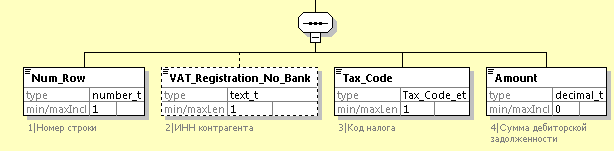 Num_Row
type number_t
min/maxIncl 1
1|Номер строки
VAT_Registration_No_Bank
type text_t
min/maxLen 1
2|ИНН контрагента
Tax_Code
type Tax_Code_et
min/maxLen 1
3|Код налога
Amount
type decimal_t
min/maxIncl 0
4|Сумма дебиторской
задолженности